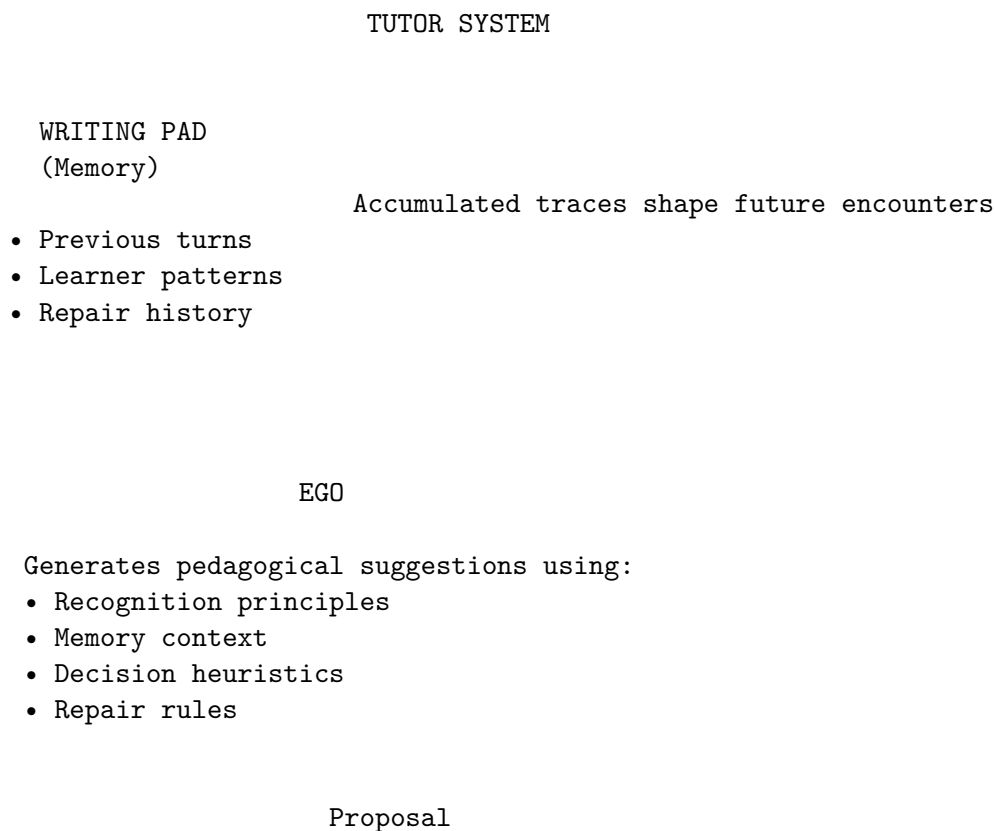 TUTOR SYSTEM
WRITING PAD
(Memory)
Accumulated traces shape future encounters
• Previous turns
• Learner patterns
• Repair history
EGO
Generates pedagogical suggestions using:
• Recognition principles
• Memory context
• Decision heuristics
• Repair rules
Proposal